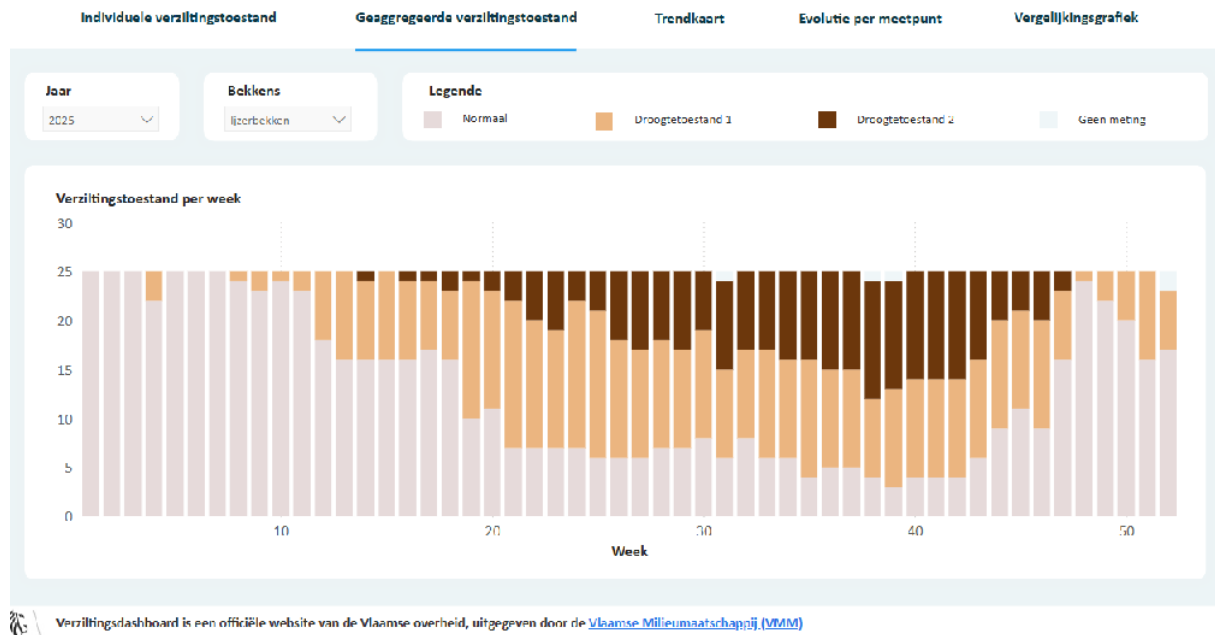 Individuele verziltingstoestand Geaggregeerde verziltingstoestand Trendkaart Evolutie per meetpunt Vergelijkingsgrafiek
Jaar Bekkens Legende
2025 Ijzerbekken Normaal Droogtetoestand 1 Droogtetoestand 2 Geen meting
Verziltingstoestand per week
30
25
20
15
10
5
0
10 20 30 40 50
Week
Verziltingsdashboard is een officiële website van de Vlaamse overheid, uitgegeven door de Vlaamse Milieumaatschappij (VMM)